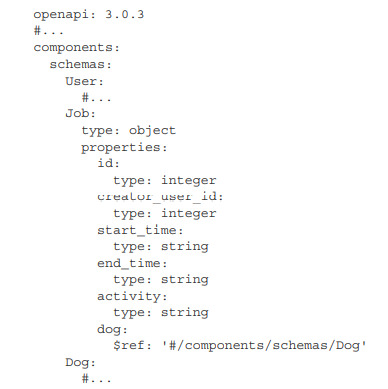 openapi: 3.0.3
#...
components:
  schemas:
    User:
      #...
    Job:
      type: object
      properties:
        id:
          type: integer
        creator_user_id:
          type: integer
        start_time:
          type: string
        end_time:
          type: string
        activity:
          type: string
        dog:
          $ref: '#/components/schemas/Dog'
    Dog:
      #...